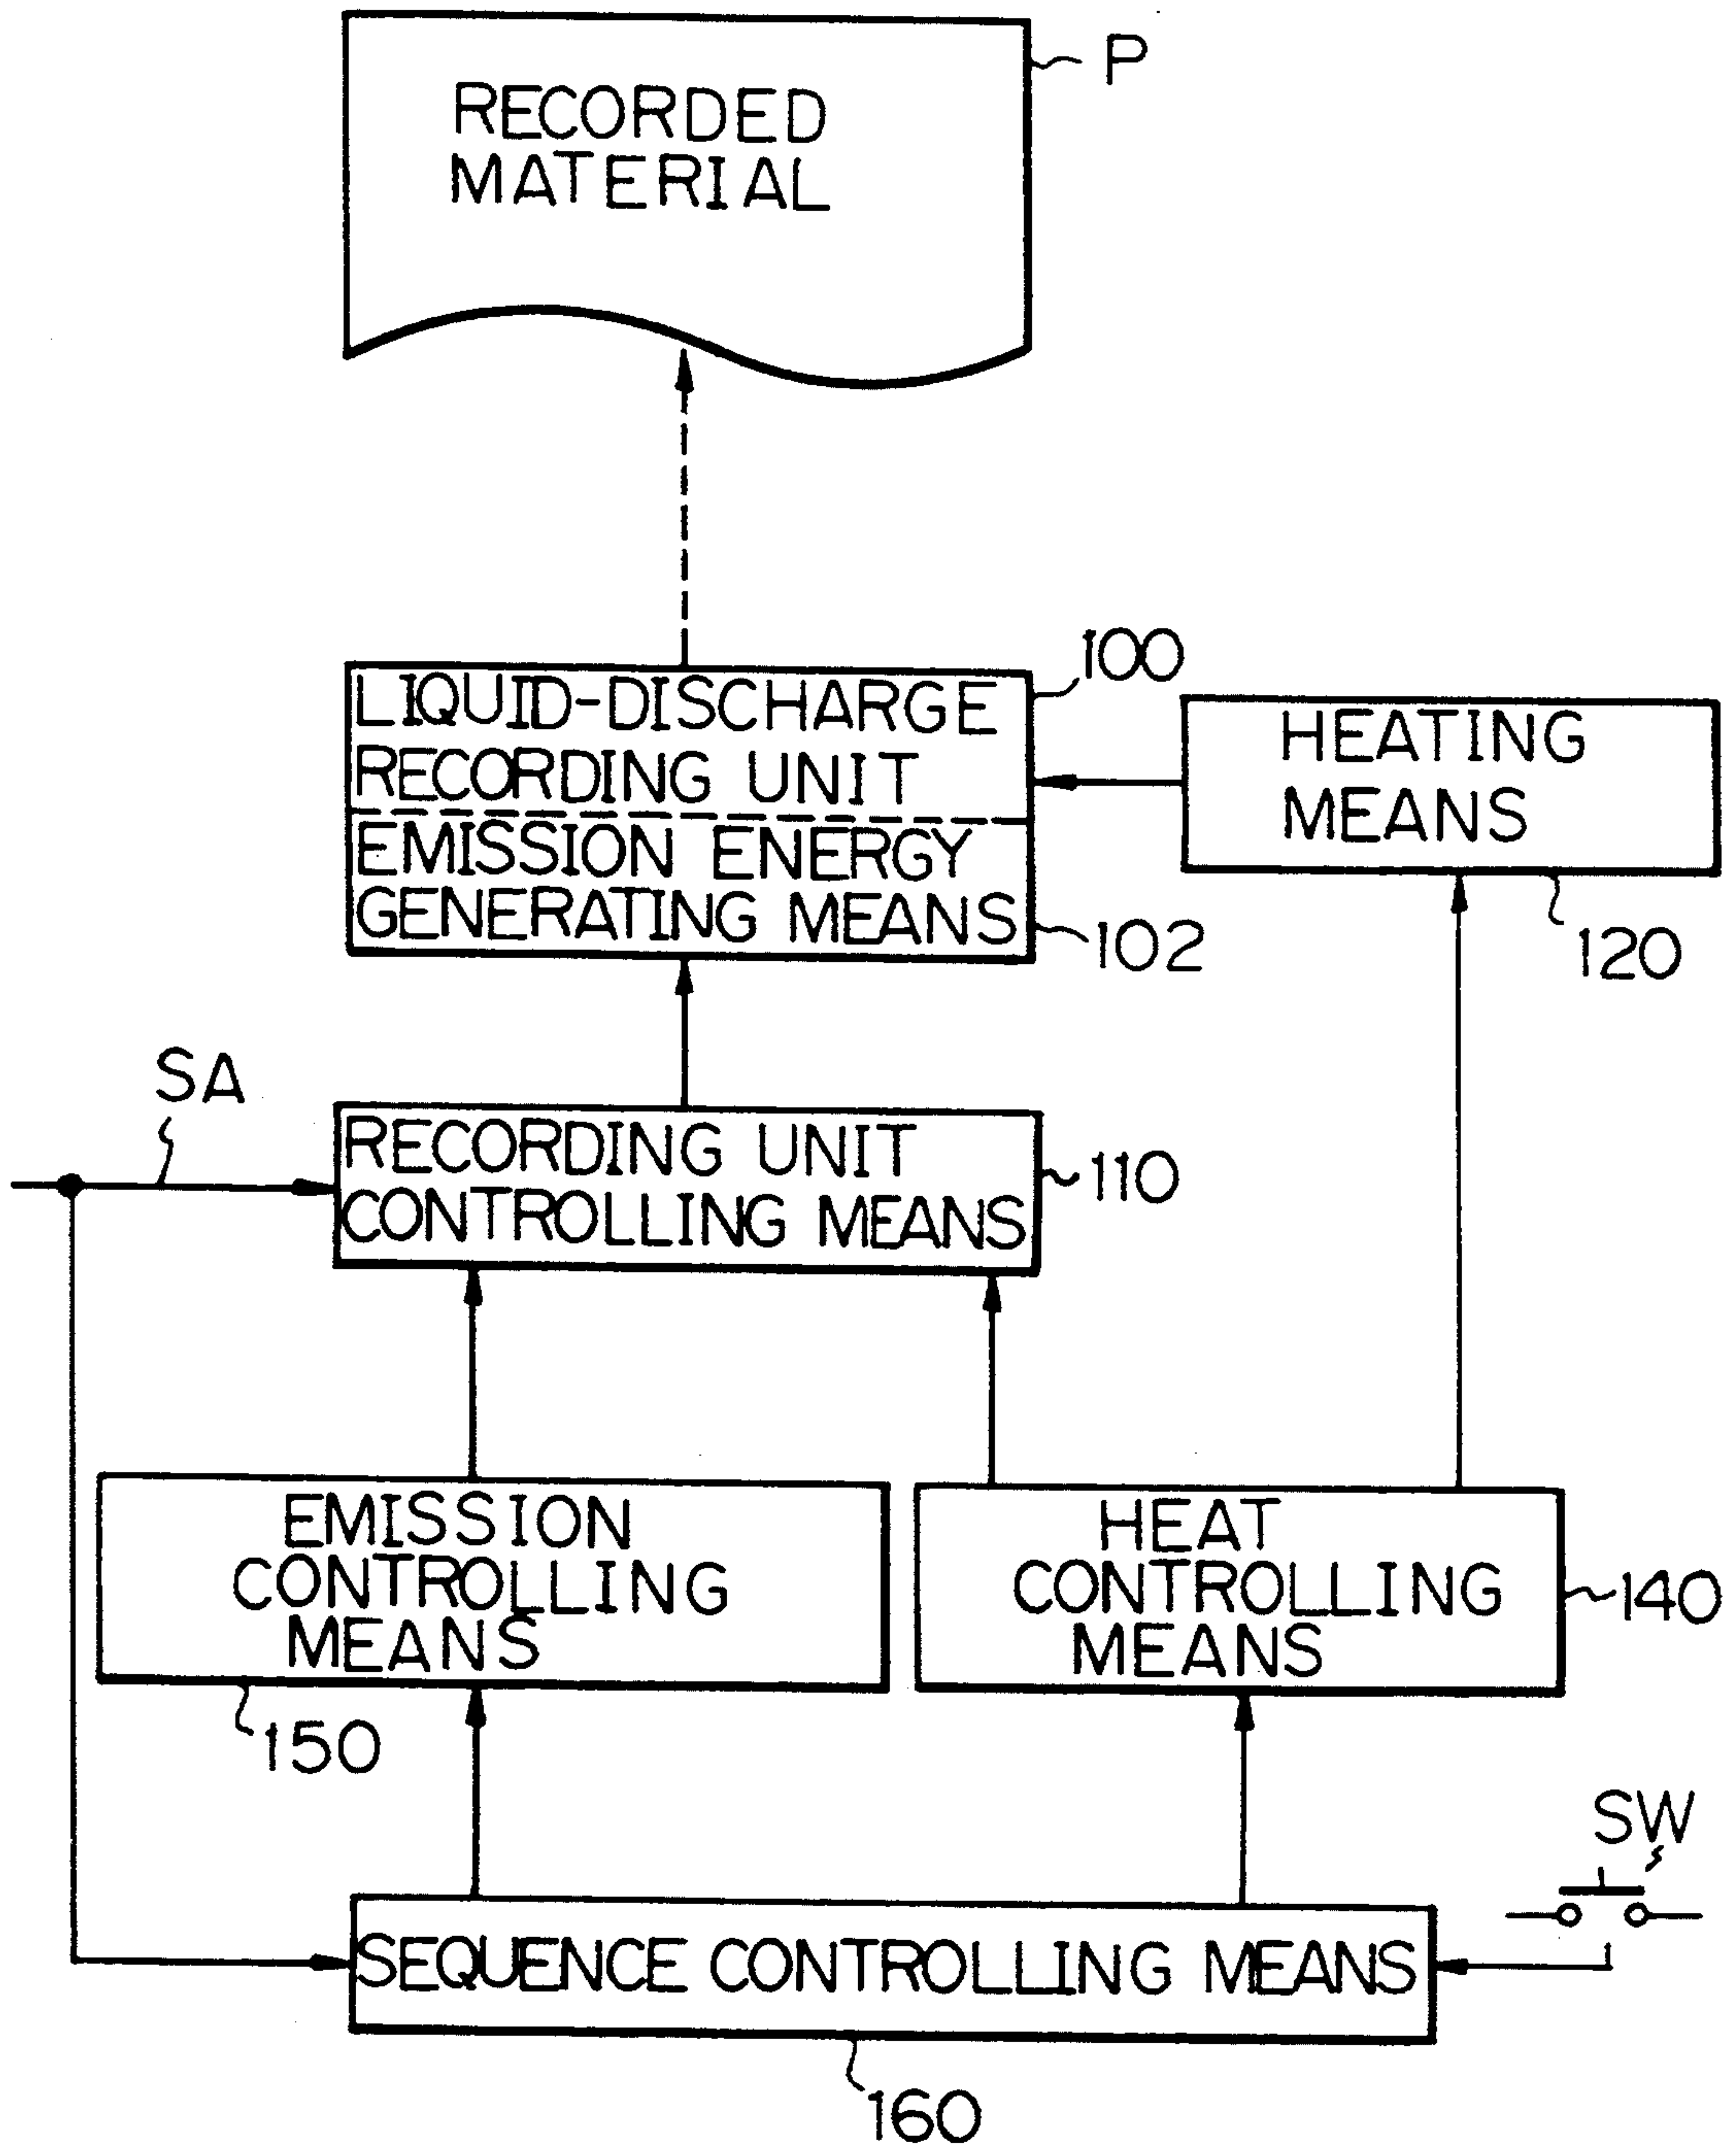 P
RECORDED
MATERIAL
100
LIQUID-DISCHARGE
RECORDING UNIT
EMISSION ENERGY
GENERATING MEANS
102
HEATING
MEANS
120
SA
RECORDING UNIT
CONTROLLING MEANS
110
EMISSION
CONTROLLING
MEANS
150
HEAT
CONTROLLING
MEANS
140
SW
SEQUENCE CONTROLLING MEANS
160